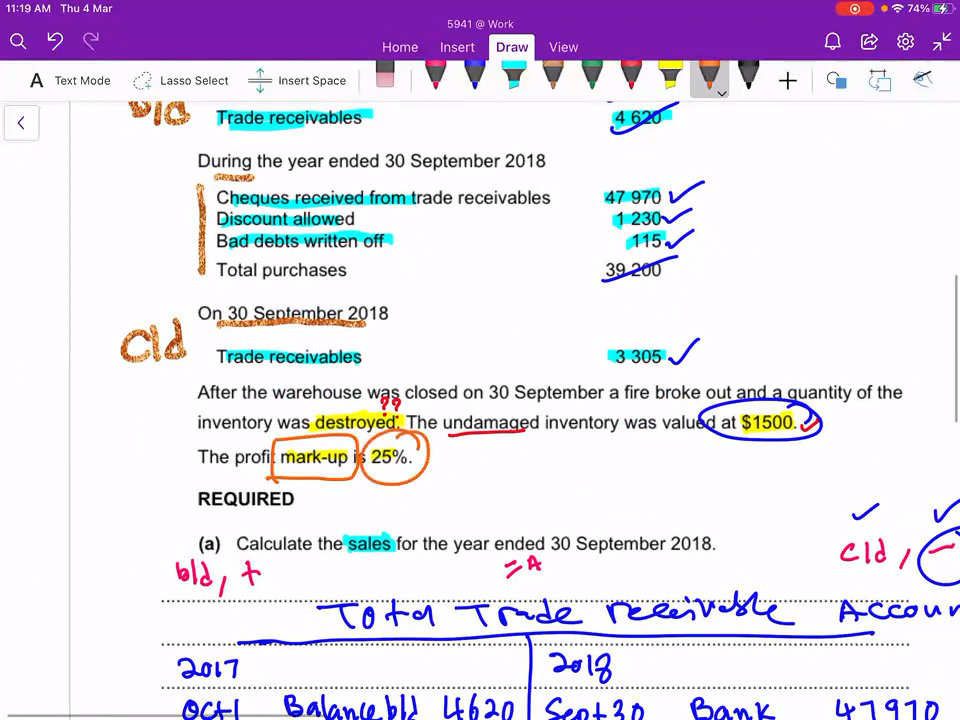 11:19 AM Thu 4 Mar
74%
5941 @ Work
Home Insert Draw View
A Text Mode Lasso Select Insert Space
b/d
Trade receivables 4 620
During the year ended 30 September 2018
Cheques received from trade receivables 47 970
Discount allowed 1 230
Bad debts written off 115
Total purchases 39 200
On 30 September 2018
c/d
Trade receivables 3 305
After the warehouse was closed on 30 September a fire broke out and a quantity of the
??
inventory was destroyed. The undamaged inventory was valued at $1500.
The profit mark-up is 25%.
REQUIRED
(a) Calculate the sales for the year ended 30 September 2018.
b/d, + = A c/d, -
Total Trade receivable Accoun
2017 2018
Oct 1 Balance b/d 4620 Sept 30 Bank 47970